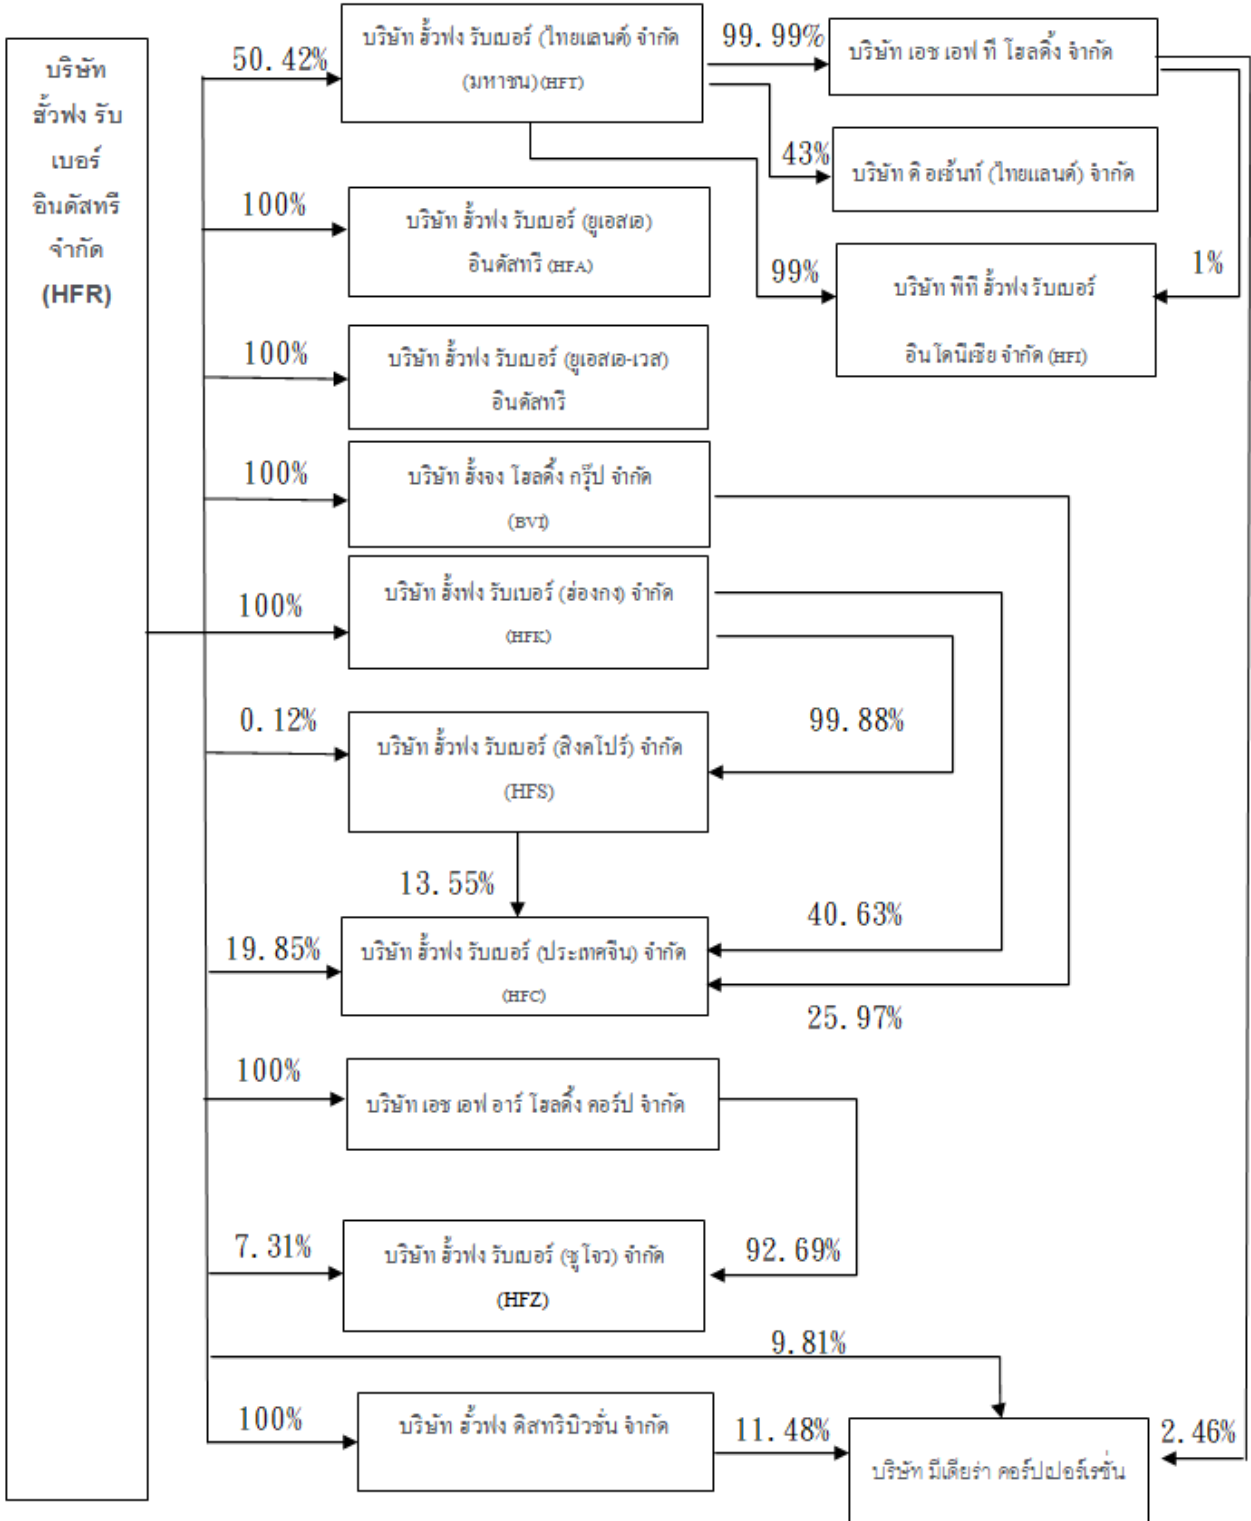 บริษัท
ฮั้วฟง รับ
เบอร์
อินดัสทรี
จำกัด
(HFR)
50.42%
บริษัท ฮั้วฟง รับเบอร์ (ไทยแลนด์) จำกัด
(มหาชน) (HFT)
99.99%
บริษัท เอช เอฟ ที โฮลดิ้ง จำกัด
43%
บริษัท ดิ อเซ้นท์ (ไทยแลนด์) จำกัด
100%
บริษัท ฮั้วฟง รับเบอร์ (ยูเอสเอ)
อินดัสทรี (HFA)
99%
บริษัท พีที ฮั้วฟง รับเบอร์
อินโดนีเซีย จำกัด (HFI)
1%
100%
บริษัท ฮั้วฟง รับเบอร์ (ยูเอสเอ-เวส)
อินดัสทรี
100%
บริษัท ฮั้งจง โฮลดิ้ง กรุ๊ป จำกัด
(BVI)
100%
บริษัท ฮั้งฟง รับเบอร์ (ฮ่องกง) จำกัด
(HFK)
0.12%
บริษัท ฮั้วฟง รับเบอร์ (สิงคโปร์) จำกัด
(HFS)
99.88%
13.55%
19.85%
บริษัท ฮั้วฟง รับเบอร์ (ประเทศจีน) จำกัด
(HFC)
40.63%
25.97%
100%
บริษัท เอช เอฟ อาร์ โฮลดิ้ง คอร์ป จำกัด
7.31%
บริษัท ฮั้วฟง รับเบอร์ (ซูโจว) จำกัด
(HFZ)
92.69%
9.81%
100%
บริษัท ฮั้วฟง ดิสทริบิวชั่น จำกัด
11.48%
บริษัท มีเดียร่า คอร์ปเปอร์เรชั่น
2.46%